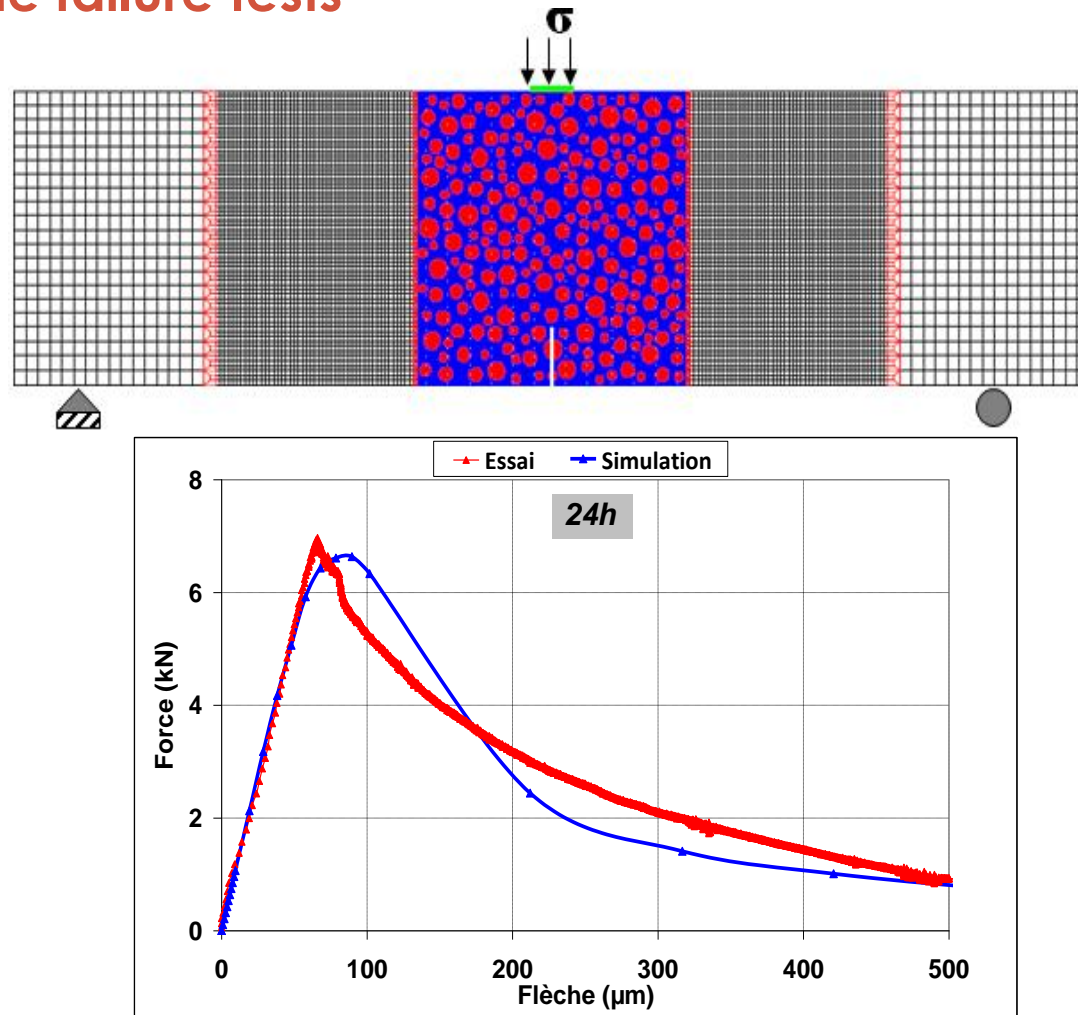 le failure tests
σ
Essai Simulation
24h
8
6
4
2
0
Force (kN)
0 100 200 300 400 500
Flèche (µm)